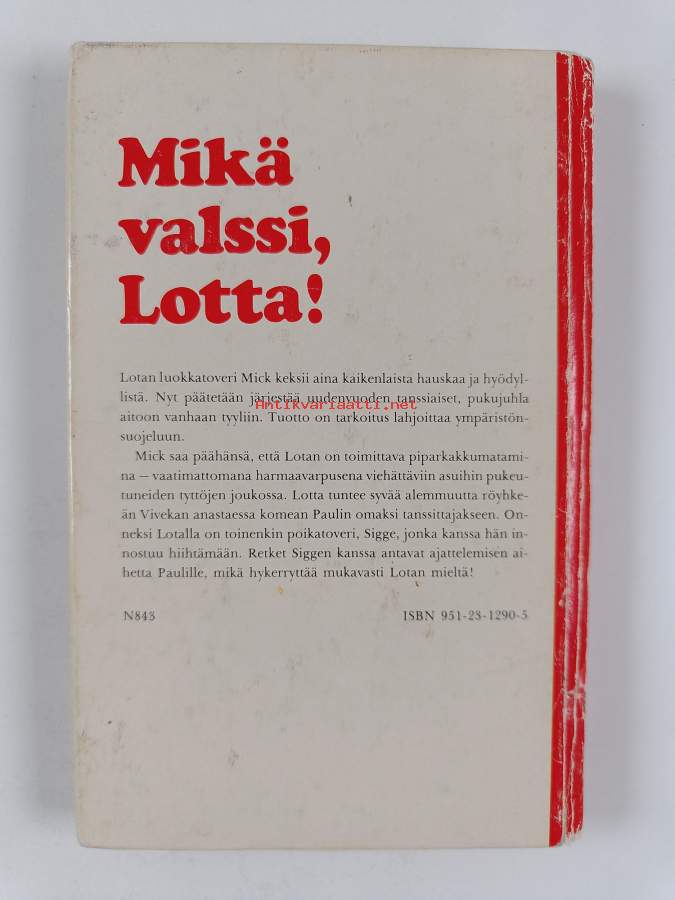 Mikä
valssi,
Lotta!
Lotan luokkatoveri Mick keksii aina kaikenlaista hauskaa ja hyödyl-
listä. Nyt päätetään järjestää uudenvuoden tanssiaiset, pukujuhla
Antikvariaatti.net
aitoon vanhaan tyyliin. Tuotto on tarkoitus lahjoittaa ympäristön-
suojeluun.
Mick saa päähänsä, että Lotan on toimittava piparkakkumatami-
na – vaatimattomana harmaavarpusena viehättäviin asuihin pukeu-
tuneiden tyttöjen joukossa. Lotta tuntee syvää alemmuutta röyhke-
än Vivekan anastaessa komean Paulin omaksi tanssittajakseen. On-
neksi Lotalla on toinenkin poikatoveri, Sigge, jonka kanssa hän in-
nostuu hiihtämään. Retket Siggen kanssa antavat ajattelemisen ai-
hetta Paulille, mikä hykerryttää mukavasti Lotan mieltä!
N843 ISBN 951-23-1290-5